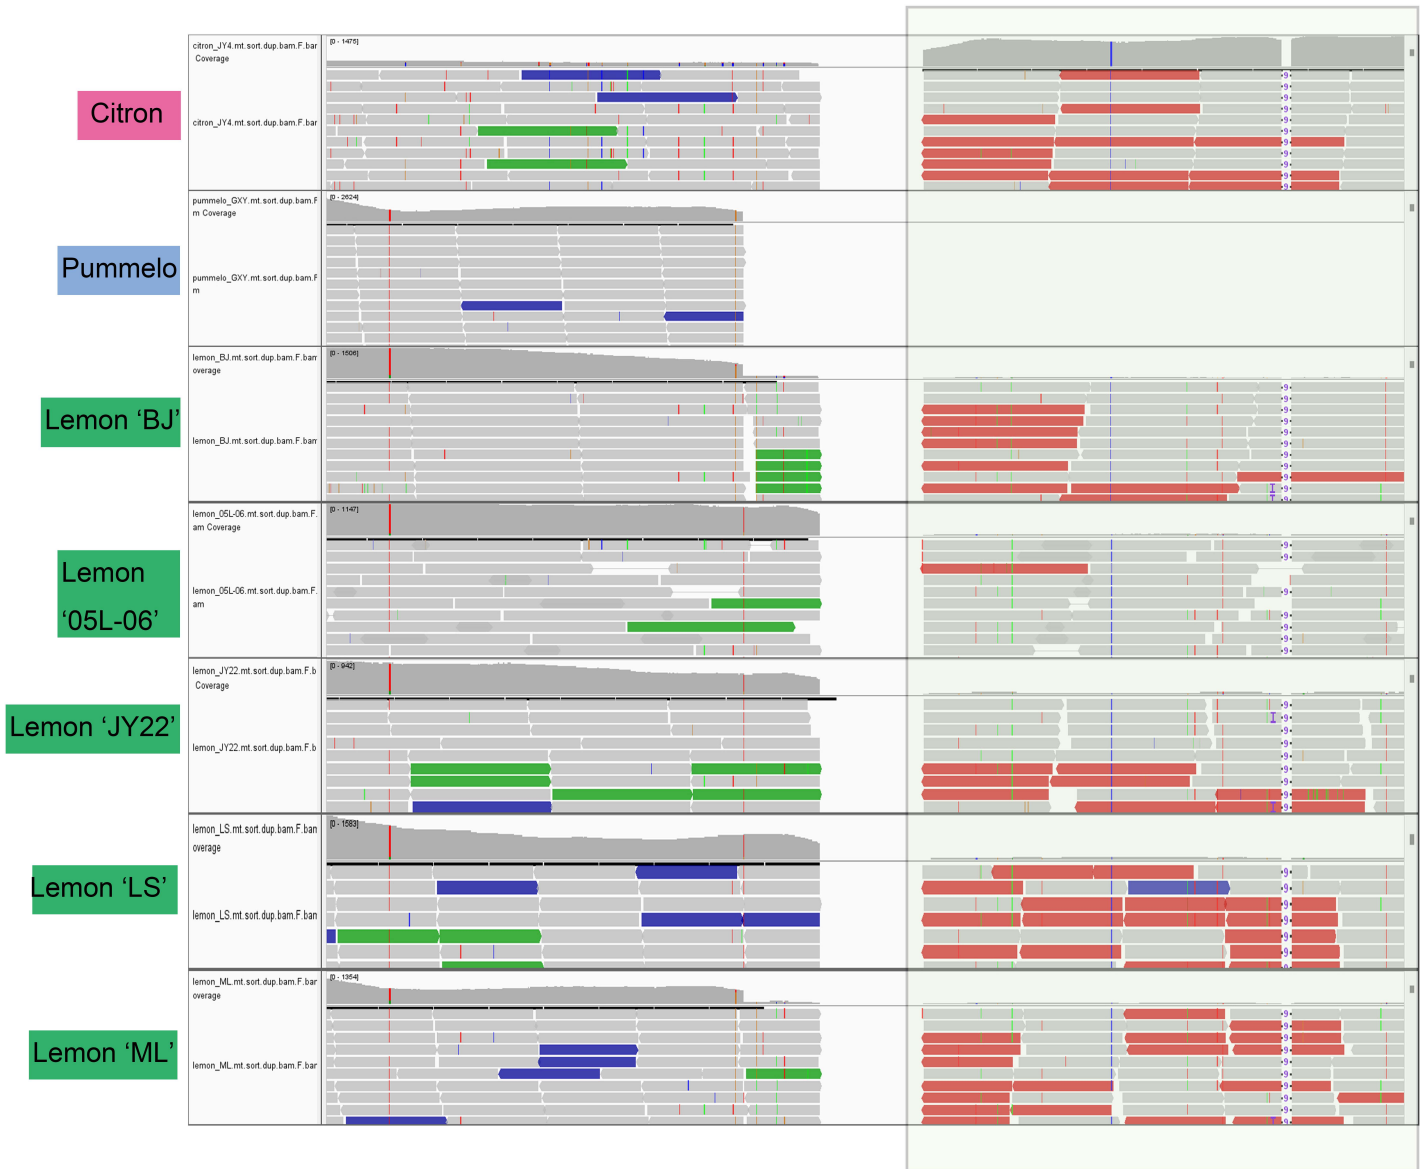 citron_JY4.mt.sort.dup.bam.F.bar
Coverage
[0 - 1475]
Citron
citron_JY4.mt.sort.dup.bam.F.bar
pummelo_GXY.mt.sort.dup.bam.F
m Coverage
[0 - 2624]
Pummelo
pummelo_GXY.mt.sort.dup.bam.F
m
lemon_BJ.mt.sort.dup.bam.F.barr
overage
[0 - 1506]
Lemon ‘BJ’
lemon_BJ.mt.sort.dup.bam.F.barr
lemon_05L-06.mt.sort.dup.bam.F.
am Coverage
[0 - 1147]
Lemon
‘05L-06’
lemon_05L-06.mt.sort.dup.bam.F.
am
lemon_JY22.mt.sort.dup.bam.F.b
Coverage
[0 - 942]
Lemon ‘JY22’
lemon_JY22.mt.sort.dup.bam.F.b
lemon_LS.mt.sort.dup.bam.F.ban
overage
[0 - 1583]
Lemon ‘LS’
lemon_LS.mt.sort.dup.bam.F.ban
lemon_ML.mt.sort.dup.bam.F.bar
overage
[0 - 1354]
Lemon ‘ML’
lemon_ML.mt.sort.dup.bam.F.bar